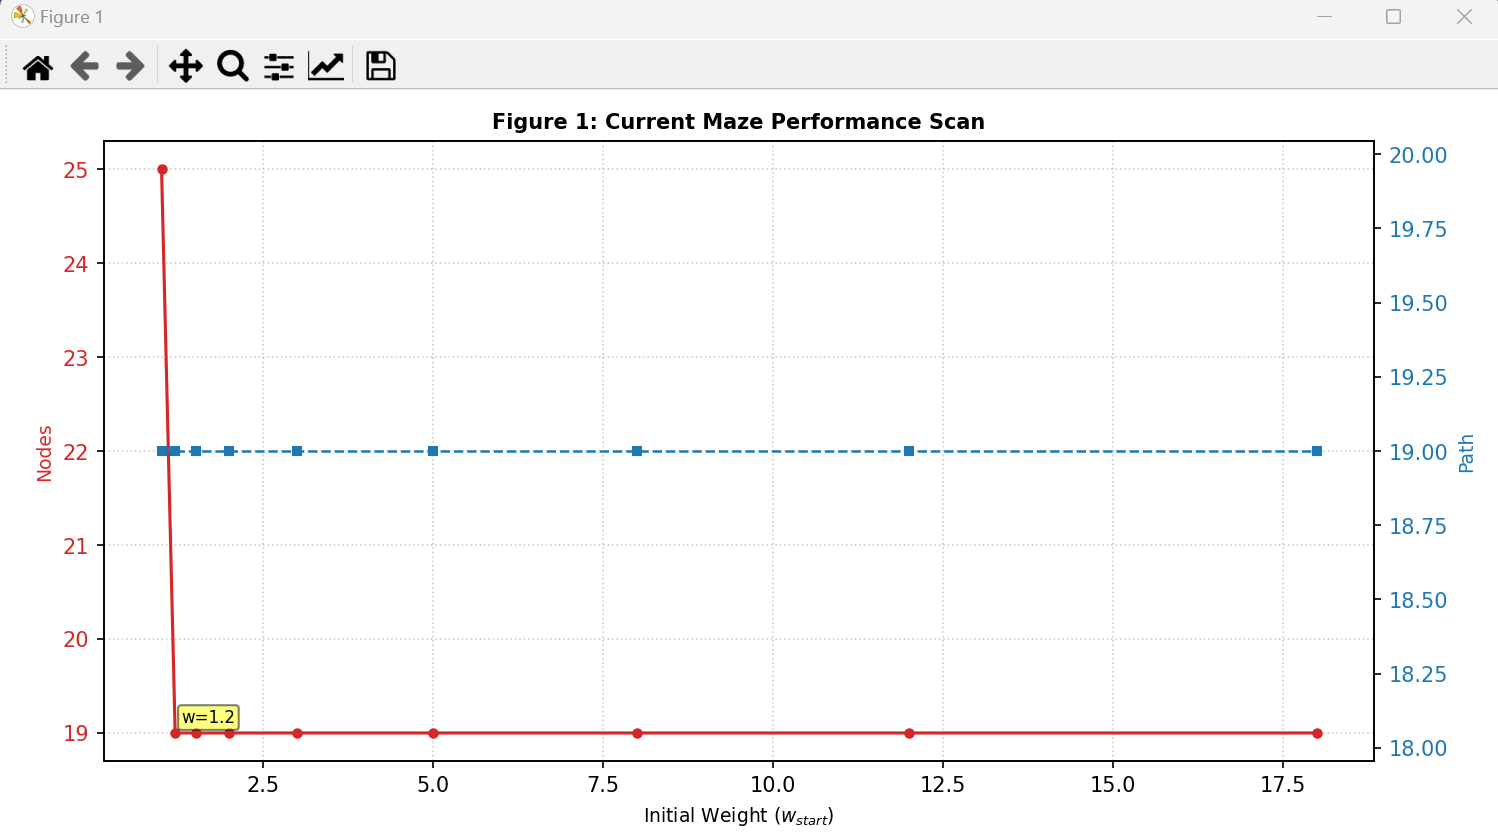 Figure 1
Figure 1: Current Maze Performance Scan
25
24
23
22
21
20
19
Nodes
20.00
19.75
19.50
19.25
19.00
18.75
18.50
18.25
18.00
Path
w=1.2
2.5 5.0 7.5 10.0 12.5 15.0 17.5
Initial Weight (w_start)